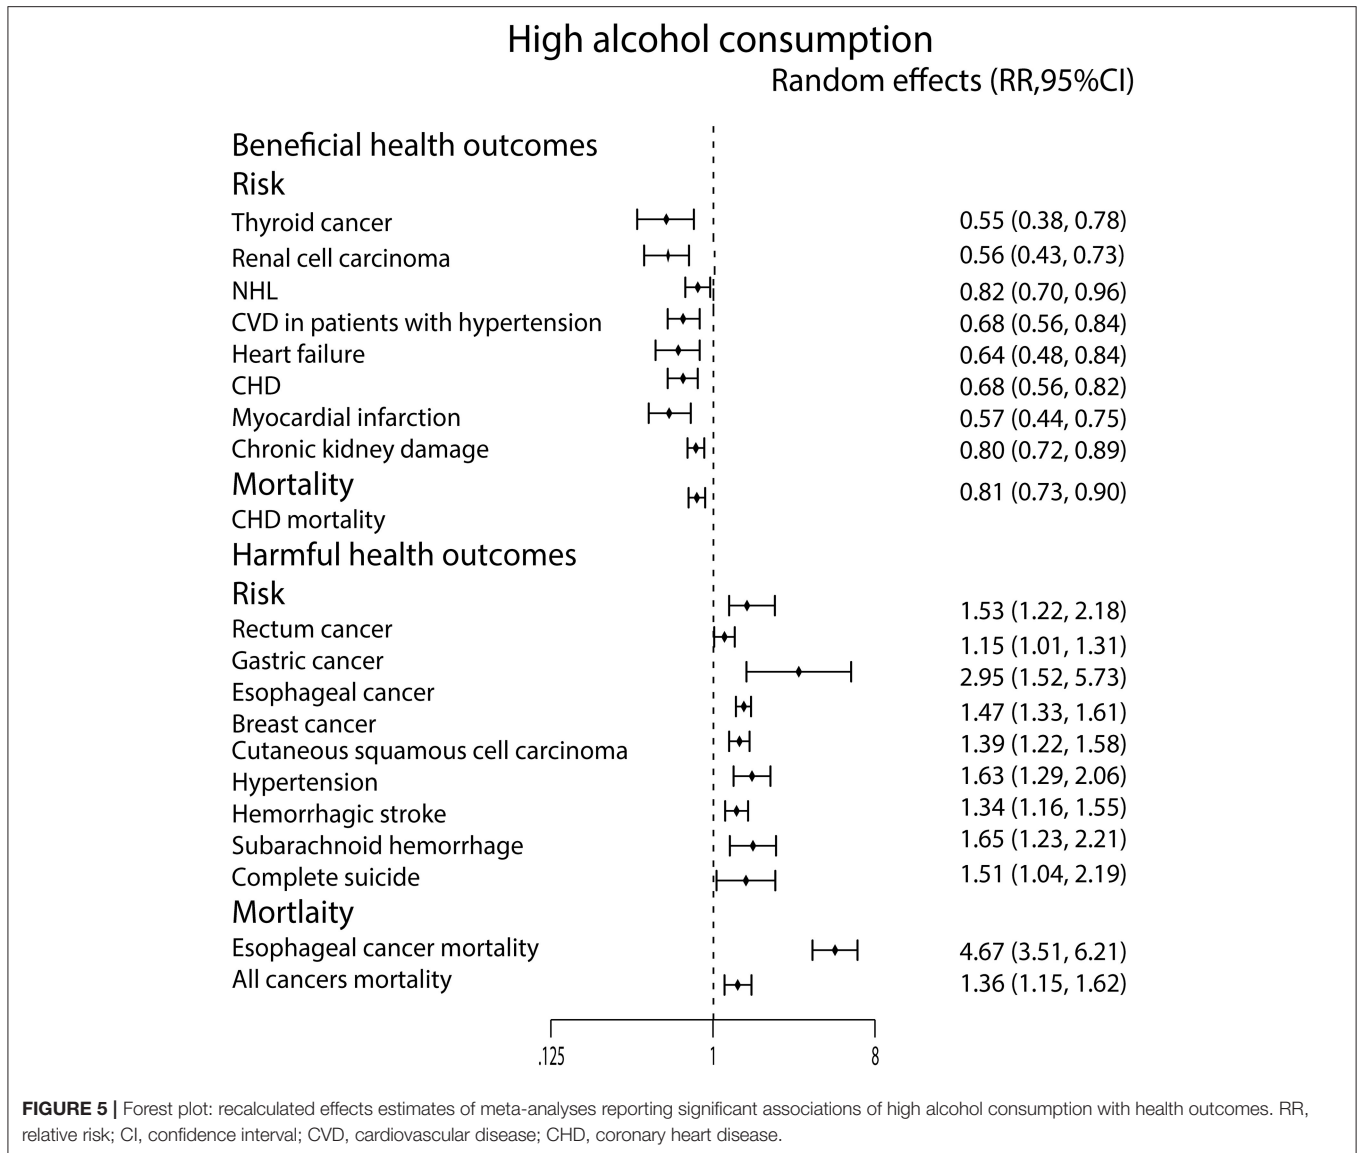 High alcohol consumption
Random effects (RR,95%CI)
Beneficial health outcomes
Risk
Thyroid cancer 0.55 (0.38, 0.78)
Renal cell carcinoma 0.56 (0.43, 0.73)
NHL 0.82 (0.70, 0.96)
CVD in patients with hypertension 0.68 (0.56, 0.84)
Heart failure 0.64 (0.48, 0.84)
CHD 0.68 (0.56, 0.82)
Myocardial infarction 0.57 (0.44, 0.75)
Chronic kidney damage 0.80 (0.72, 0.89)
Mortality 0.81 (0.73, 0.90)
CHD mortality
Harmful health outcomes
Risk 1.53 (1.22, 2.18)
Rectum cancer 1.15 (1.01, 1.31)
Gastric cancer 2.95 (1.52, 5.73)
Esophageal cancer 1.47 (1.33, 1.61)
Breast cancer 1.39 (1.22, 1.58)
Cutaneous squamous cell carcinoma
Hypertension 1.63 (1.29, 2.06)
Hemorrhagic stroke 1.34 (1.16, 1.55)
Subarachnoid hemorrhage 1.65 (1.23, 2.21)
Complete suicide 1.51 (1.04, 2.19)
Mortlaity
Esophageal cancer mortality 4.67 (3.51, 6.21)
All cancers mortality 1.36 (1.15, 1.62)
.125 1 8
FIGURE 5 | Forest plot: recalculated effects estimates of meta-analyses reporting significant associations of high alcohol consumption with health outcomes. RR,
relative risk; CI, confidence interval; CVD, cardiovascular disease; CHD, coronary heart disease.